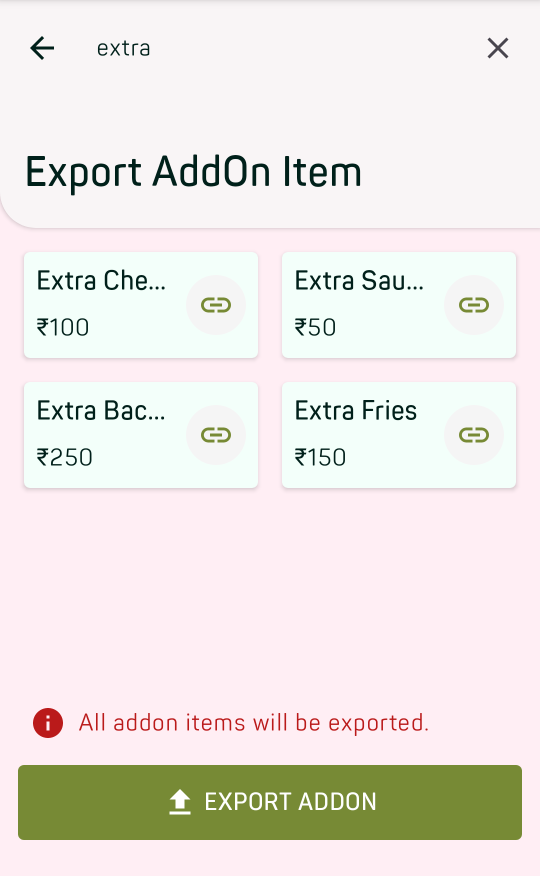 extra
Export AddOn Item
Extra Che...
₹100
Extra Sau...
₹50
Extra Bac...
₹250
Extra Fries
₹150
All addon items will be exported.
EXPORT ADDON